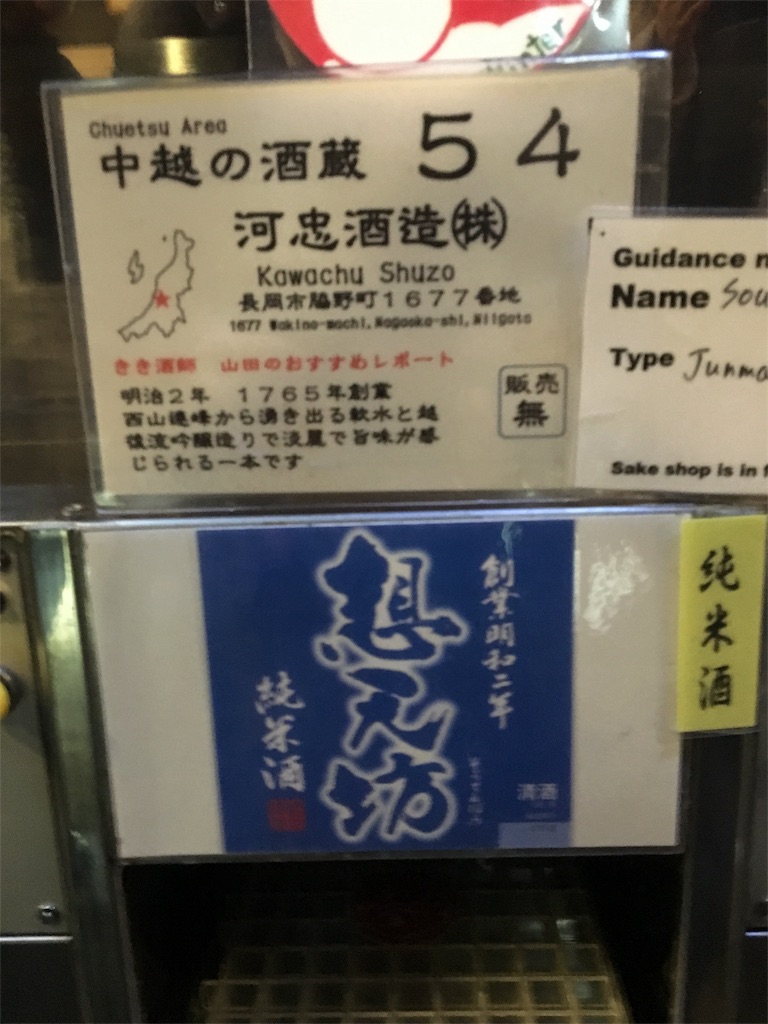 nter
Chuetsu Area
中越の酒蔵 ５４
河忠酒造㈱
Kawachu Shuzo
長岡市脇野町１６７７番地
1677 Wakino-machi,Nagaoka-shi,Niigata
きき酒師 山田のおすすめレポート
明治２年 １７６５年創業
西山連峰から湧き出る軟水と越
後流吟醸造りで淡麗で旨味が感
じられる一本です
販売
無
Guidance n
Name Sou
Type Junma
Sake shop is in f
創業明和二年
想天坊
純米酒
清酒
純米酒